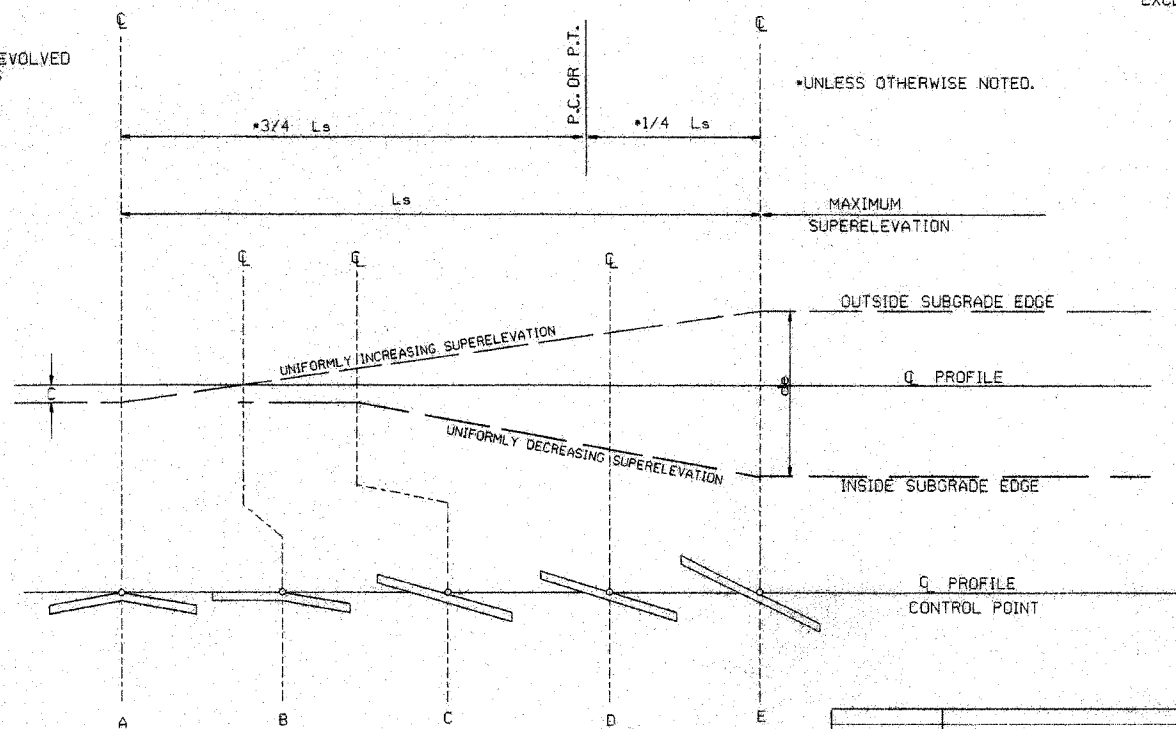 EXCL
℄
℄
EVOLVED
P.C. OR P.T.
*UNLESS OTHERWISE NOTED.
*3/4 Ls
*1/4 Ls
Ls
MAXIMUM
SUPERELEVATION
℄
℄
℄
OUTSIDE SUBGRADE EDGE
UNIFORMLY INCREASING SUPERELEVATION
℄ PROFILE
C
UNIFORMLY DECREASING SUPERELEVATION
INSIDE SUBGRADE EDGE
℄ PROFILE
CONTROL POINT
A
B
C
D
E